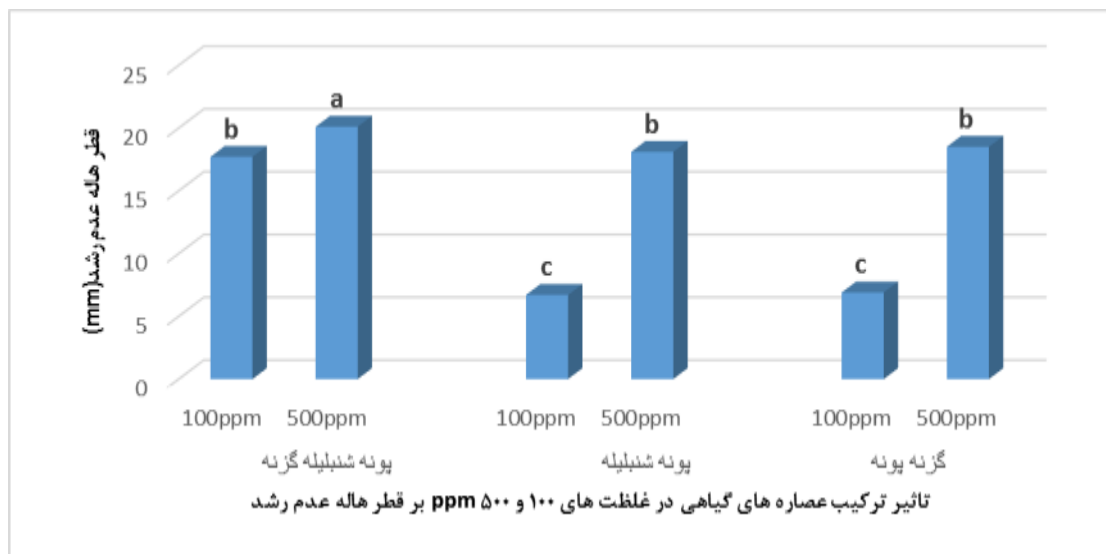 قطر هاله عدم رشد(mm)
25
20
15
10
5
0
b
a
c
b
c
b
100ppm 500ppm 100ppm 500ppm 100ppm 500ppm
پونه شنبلیله گزنه
پونه شنبلیله
گزنه پونه
تاثیر ترکیب عصاره های گیاهی در غلظت های ۱۰۰ و ۵۰۰ ppm بر قطر هاله عدم رشد